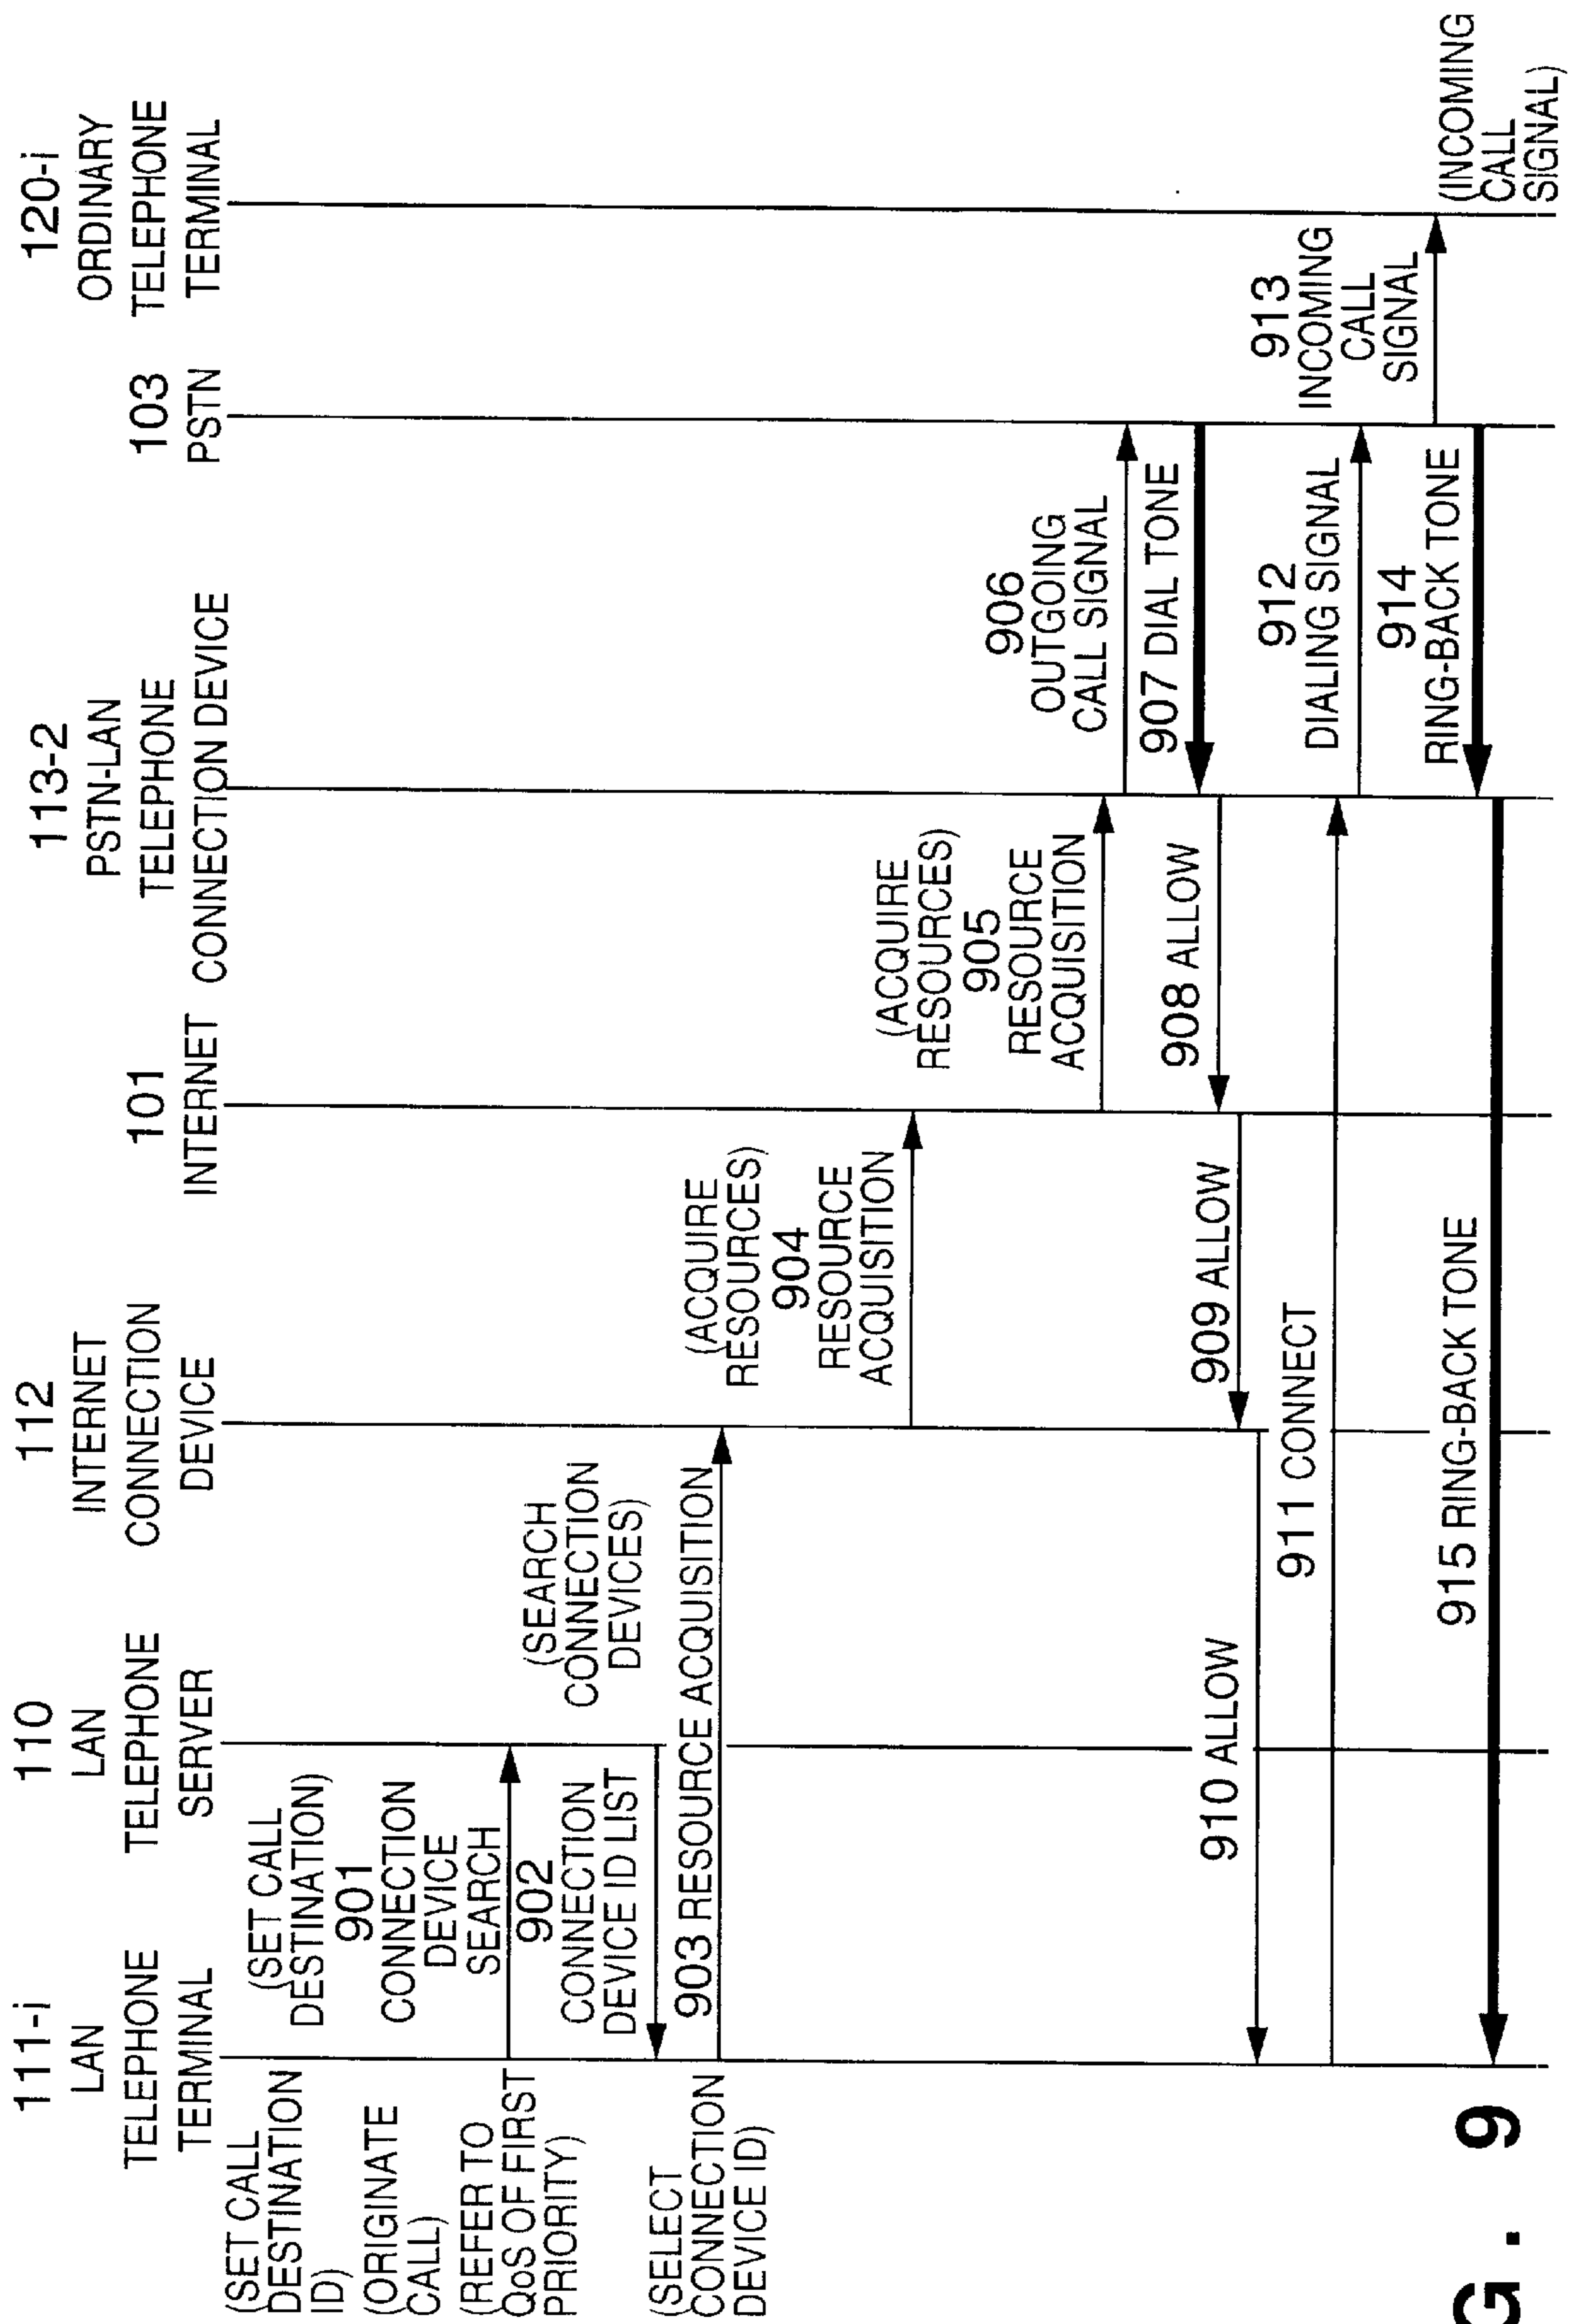 111-i
LAN
TELEPHONE
TERMINAL
110
LAN
TELEPHONE
SERVER
112
INTERNET
CONNECTION
DEVICE
101
INTERNET
113-2
PSTN-LAN
TELEPHONE
CONNECTION DEVICE
103
PSTN
120-i
ORDINARY
TELEPHONE
TERMINAL
(SET CALL
DESTINATION
ID)
(ORIGINATE
CALL)
(REFER TO
QoS OF FIRST
PRIORITY)
(SELECT
CONNECTION
DEVICE ID)
(SET CALL
DESTINATION)
901
CONNECTION
DEVICE
SEARCH
902
CONNECTION
DEVICE ID LIST
(SEARCH
CONNECTION
DEVICES)
903 RESOURCE ACQUISITION
(ACQUIRE
RESOURCES)
904
RESOURCE
ACQUISITION
(ACQUIRE
RESOURCES)
905
RESOURCE
ACQUISITION
906
OUTGOING
CALL SIGNAL
907 DIAL TONE
908 ALLOW
909 ALLOW
910 ALLOW
911 CONNECT
912
DIALING SIGNAL
913
INCOMING
CALL
SIGNAL
914
RING-BACK TONE
915 RING-BACK TONE
(INCOMING
CALL
SIGNAL)
G. 9